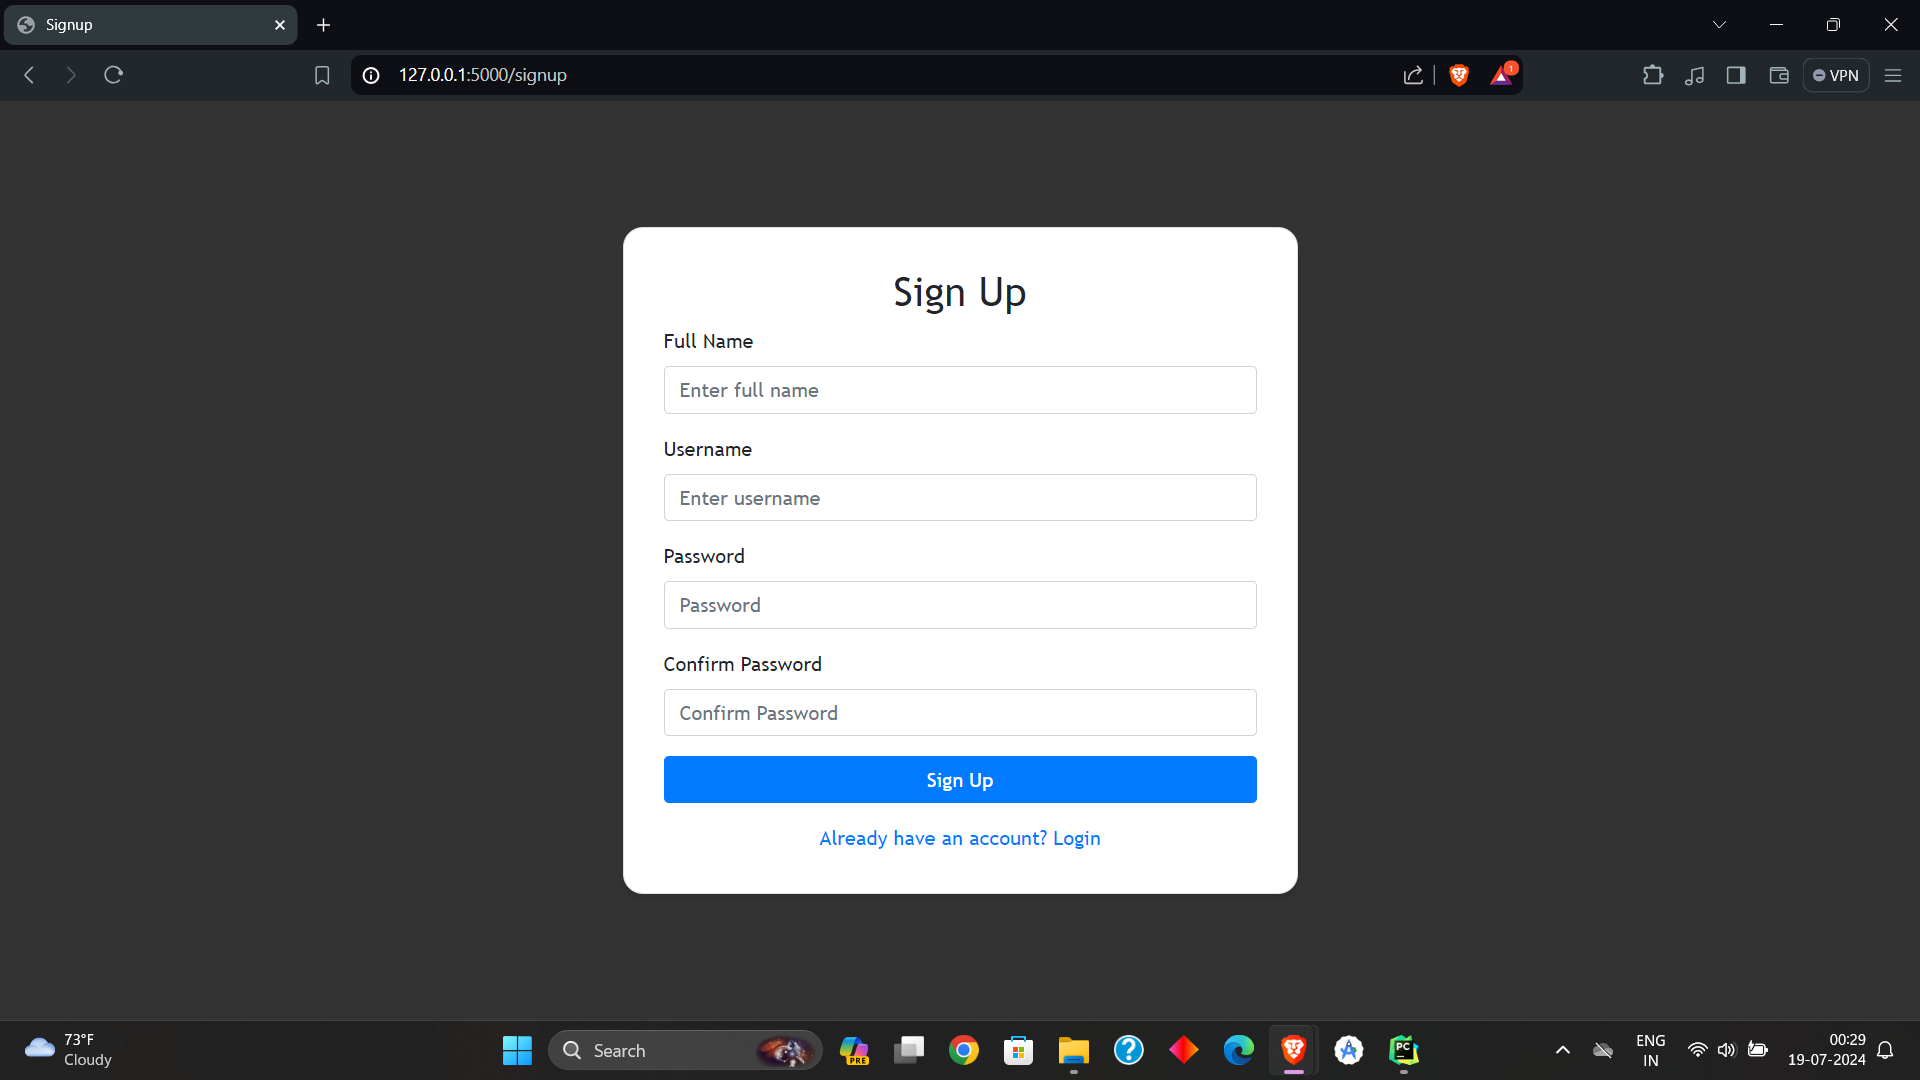 Signup
127.0.0.1:5000/signup
1
VPN
Sign Up
Full Name
Enter full name
Username
Enter username
Password
Password
Confirm Password
Confirm Password
Sign Up
Already have an account? Login
73°F
Cloudy
Search
PRE
PC
ENG
IN
00:29
19-07-2024